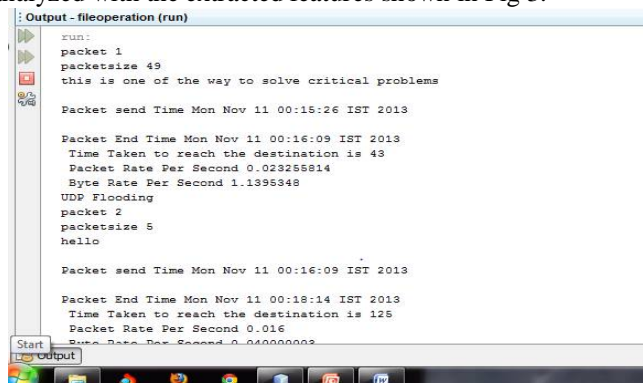 analyzed with the extracted features shown in Fig 3.
Output - fileoperation (run)
run:
packet 1
packetsize 49
this is one of the way to solve critical problems
Packet send Time Mon Nov 11 00:15:26 IST 2013
Packet End Time Mon Nov 11 00:16:09 IST 2013
Time Taken to reach the destination is 43
Packet Rate Per Second 0.023255814
Byte Rate Per Second 1.1395348
UDP Flooding
packet 2
packetsize 5
hello
Packet send Time Mon Nov 11 00:16:09 IST 2013
Packet End Time Mon Nov 11 00:18:14 IST 2013
Time Taken to reach the destination is 125
Packet Rate Per Second 0.016
Byte Rate Per Second 0.040000003
Start
Output